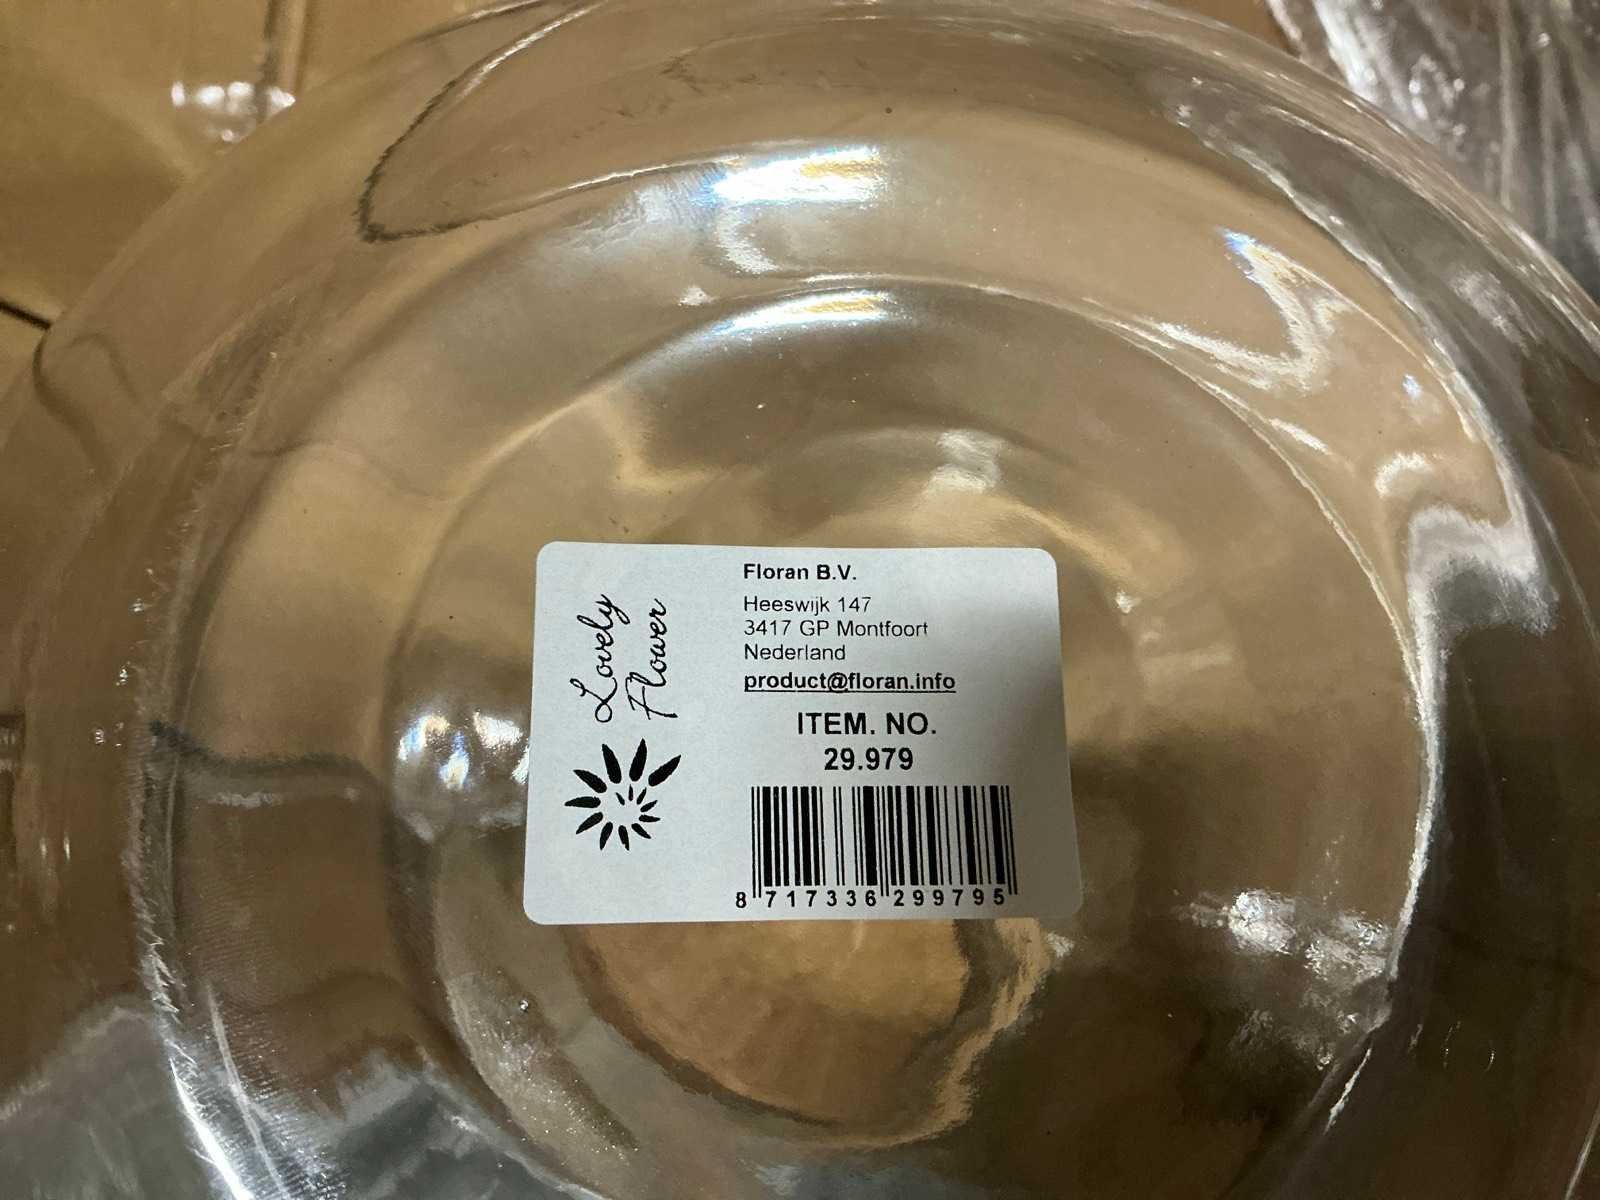 Lovely
Flower
Floran B.V.
Heeswijk 147
3417 GP Montfoort
Nederland
product@floran.info
ITEM. NO.
29.979
8 717336 299795